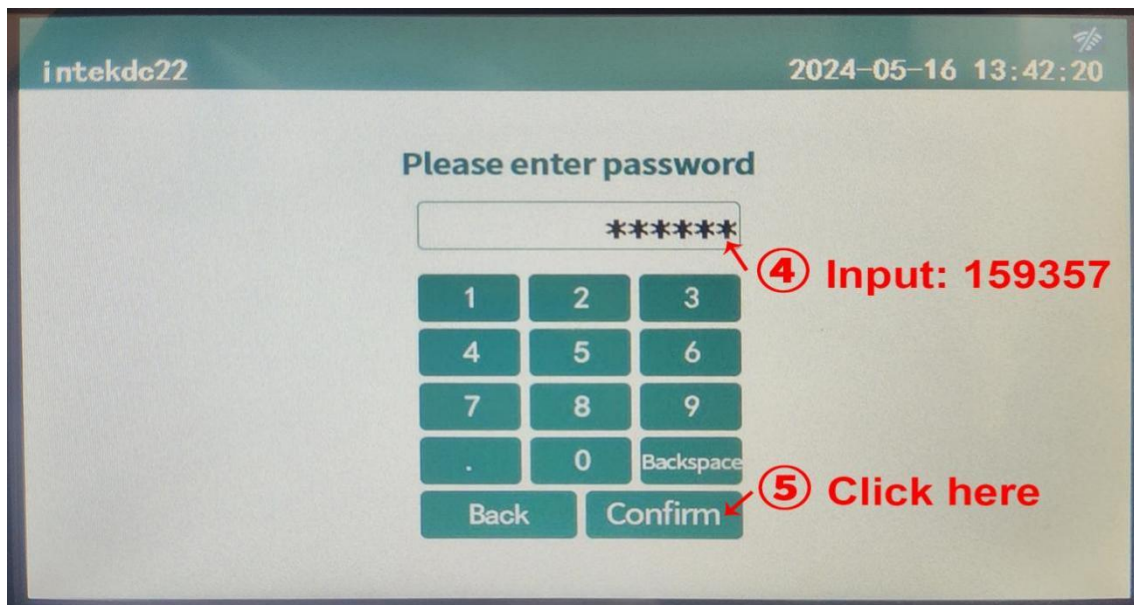 intekdc22
2024-05-16 13:42:20
Please enter password
******
④ Input: 159357
1 2 3
4 5 6
7 8 9
. 0 Backspace
⑤ Click here
Back Confirm